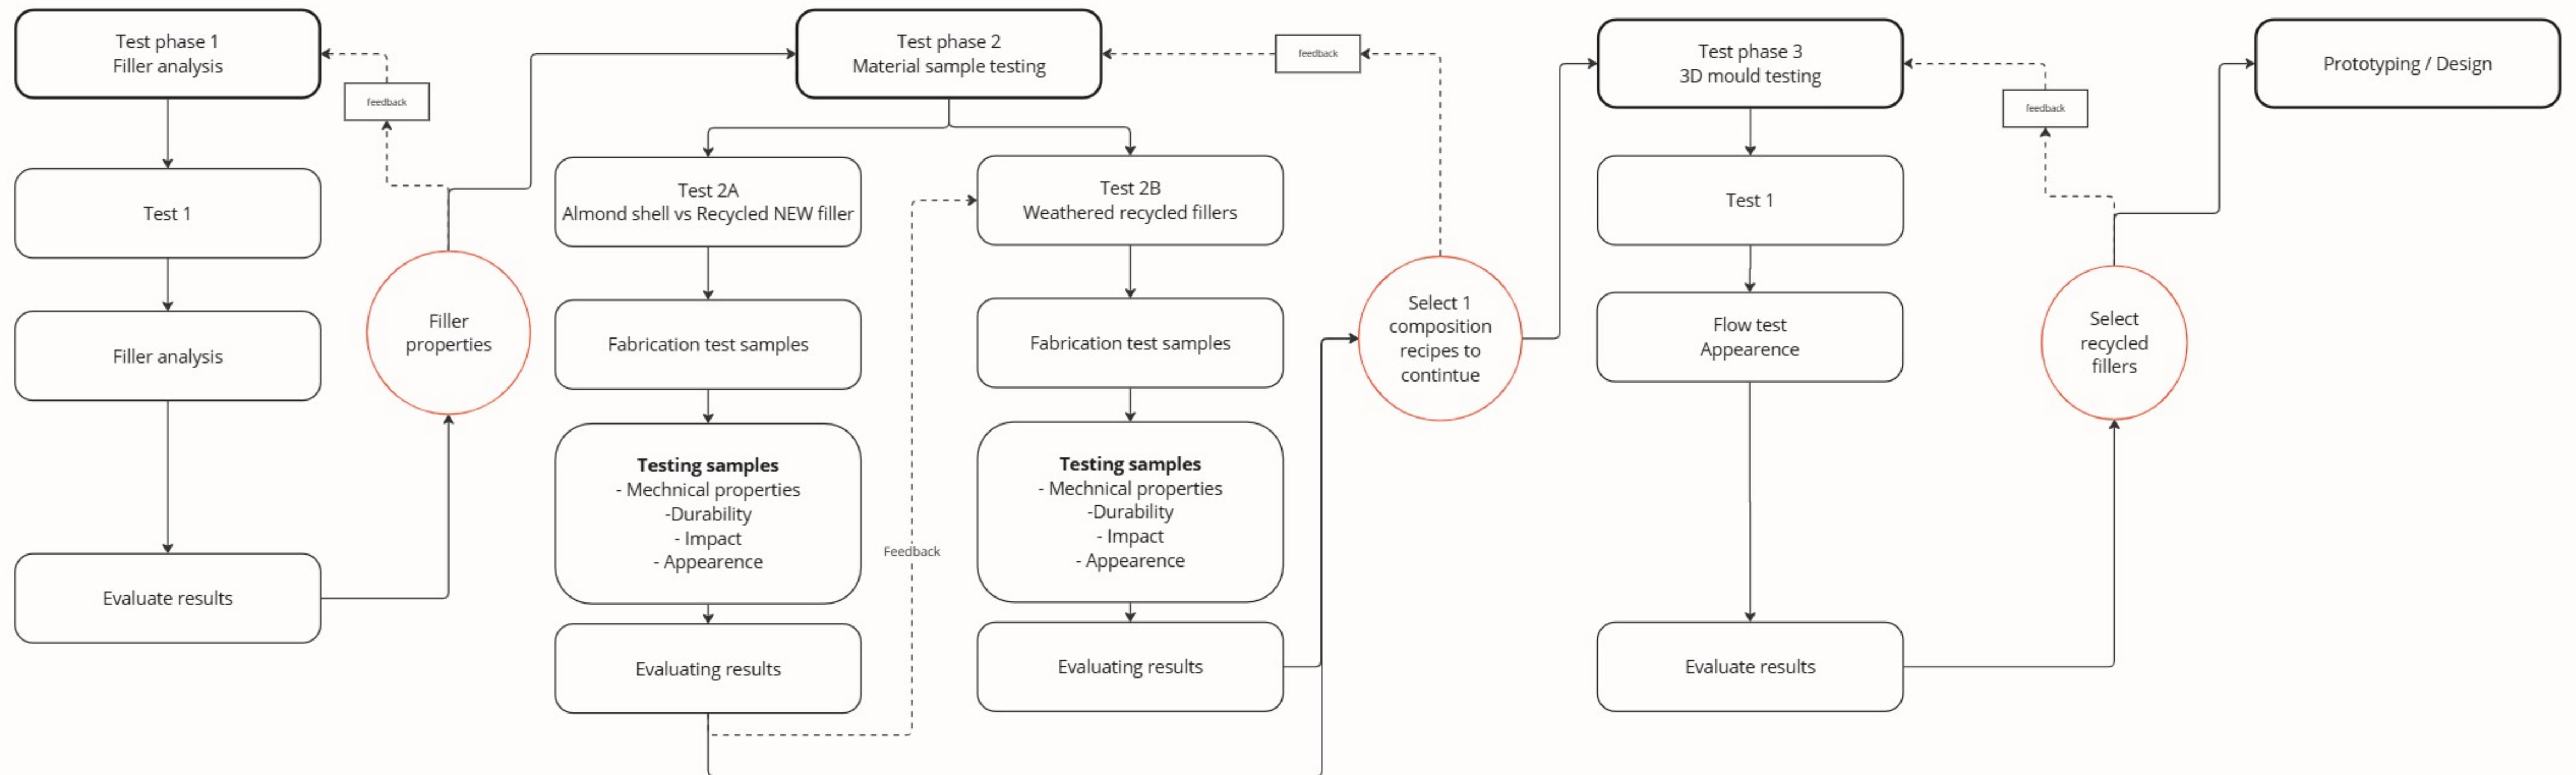 Test phase 1
Filler analysis
feedback
Test 1
Filler analysis
Evaluate results
Filler
properties
Test phase 2
Material sample testing
feedback
Test 2A
Almond shell vs Recycled NEW filler
Fabrication test samples
Testing samples
- Mechnical properties
-Durability
- Impact
- Appearence
Evaluating results
Feedback
Test 2B
Weathered recycled fillers
Fabrication test samples
Testing samples
- Mechnical properties
-Durability
- Impact
- Appearence
Evaluating results
Select 1
composition
recipes to
contintue
Test phase 3
3D mould testing
feedback
Test 1
Flow test
Appearence
Evaluate results
Select
recycled
fillers
Prototyping / Design